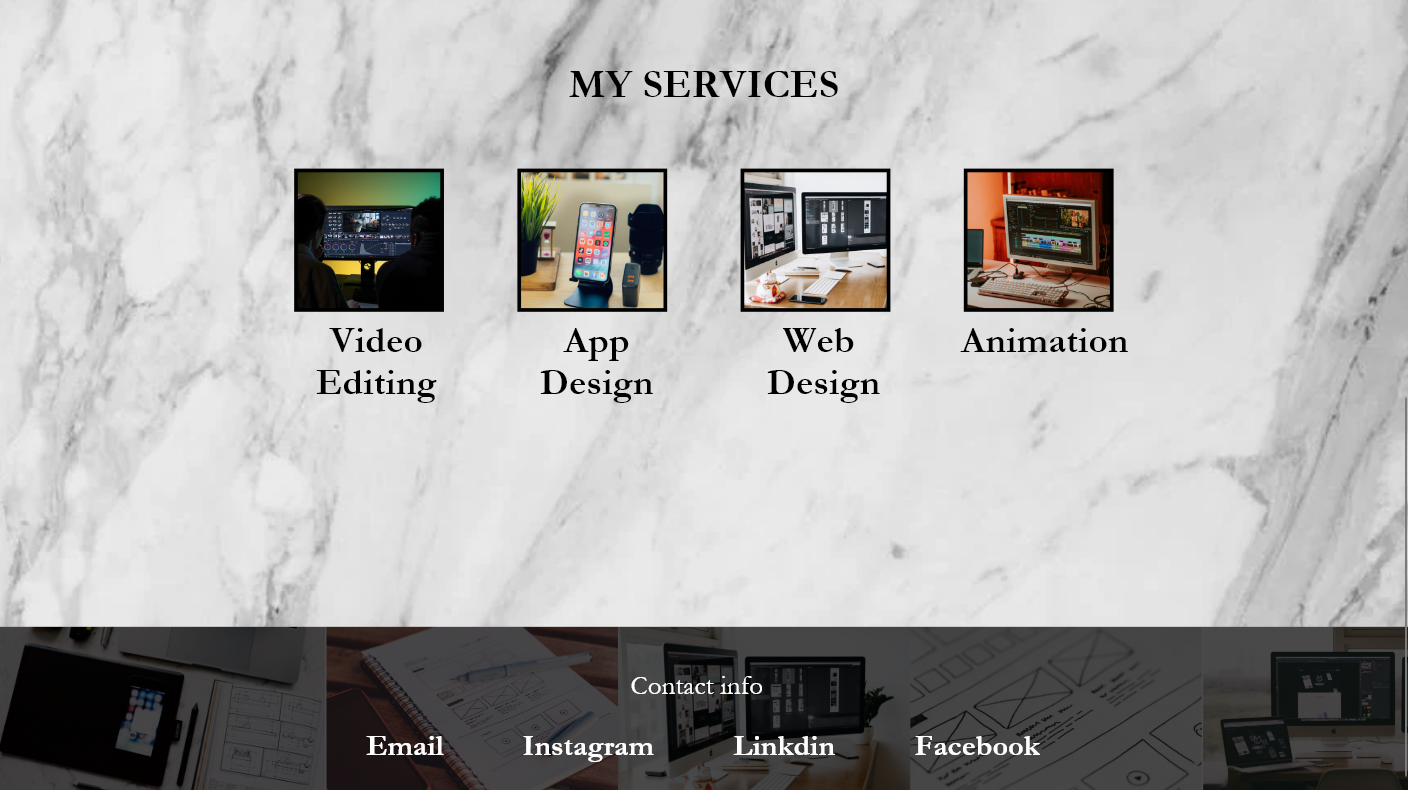 MY SERVICES
Video
Editing
App
Design
Web
Design
Animation
Contact info
Email
Instagram
Linkdin
Facebook